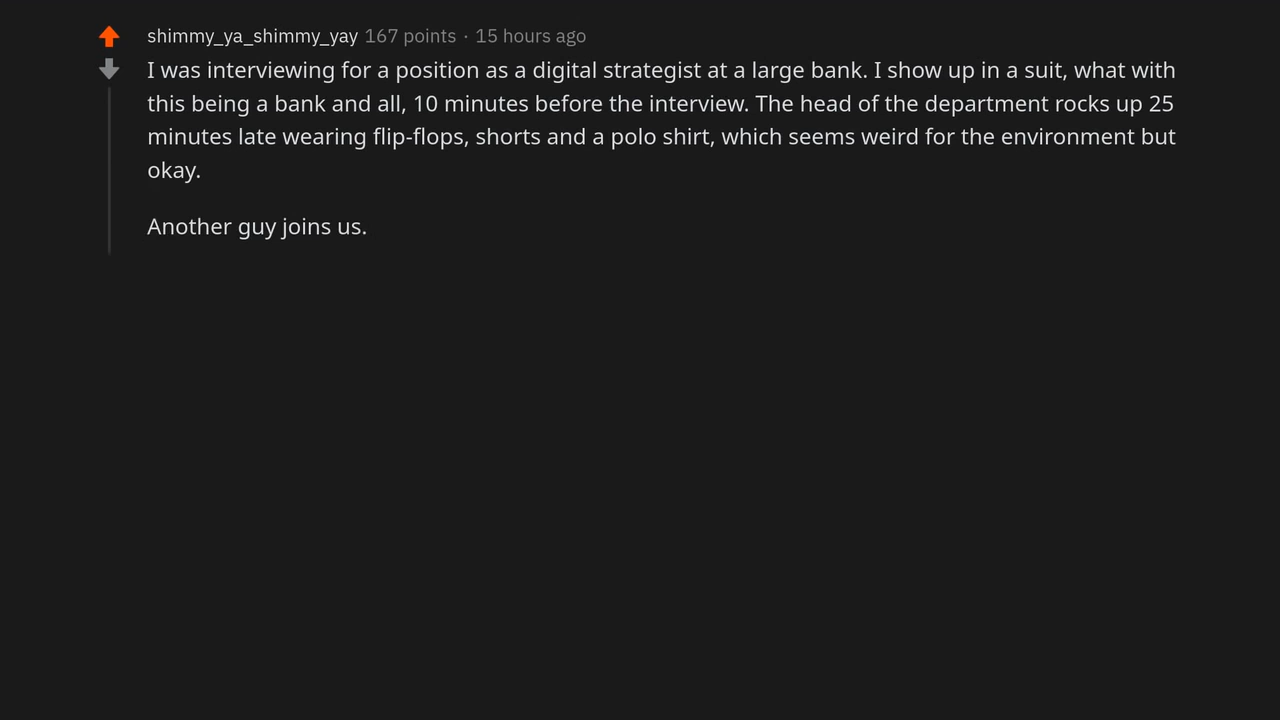 shimmy_ya_shimmy_yay 167 points · 15 hours ago
I was interviewing for a position as a digital strategist at a large bank. I show up in a suit, what with
this being a bank and all, 10 minutes before the interview. The head of the department rocks up 25
minutes late wearing flip-flops, shorts and a polo shirt, which seems weird for the environment but
okay.
Another guy joins us.